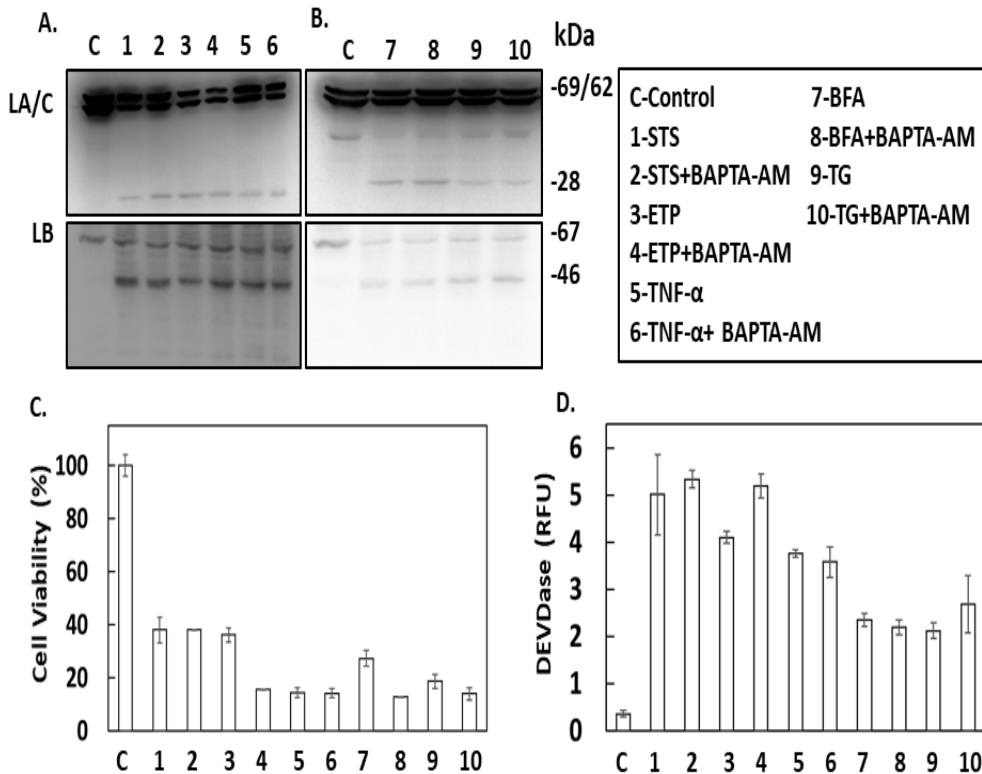 A.
C 1 2 3 4 5 6
B.
C 7 8 9 10
kDa
LA/C
-69/62
-28
LB
-67
-46
C-Control 7-BFA
1-STS 8-BFA+BAPTA-AM
2-STS+BAPTA-AM 9-TG
3-ETP 10-TG+BAPTA-AM
4-ETP+BAPTA-AM
5-TNF-α
6-TNF-α+ BAPTA-AM
C.
Cell Viability (%)
100
80
60
40
20
0
C 1 2 3 4 5 6 7 8 9 10
D.
DEVDase (RFU)
6
5
4
3
2
1
0
C 1 2 3 4 5 6 7 8 9 10